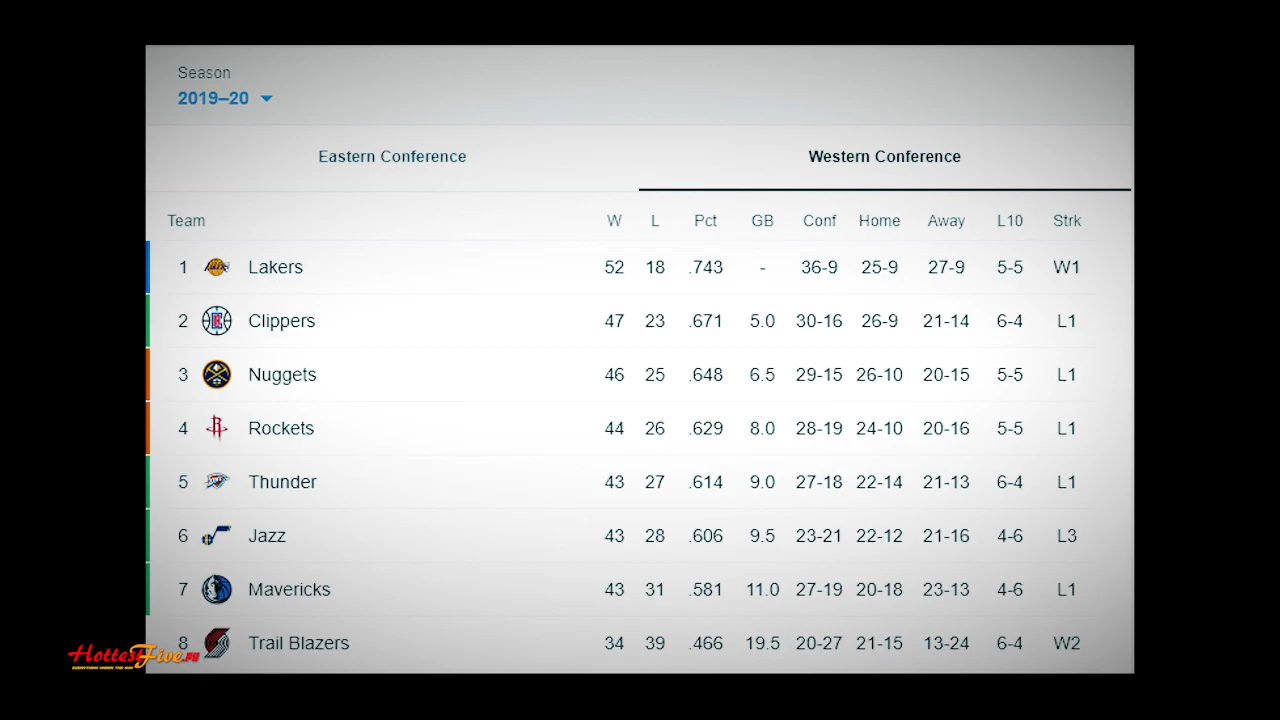 Season
2019–20
Eastern Conference Western Conference
Team W L Pct GB Conf Home Away L10 Strk
1 Lakers 52 18 .743 - 36-9 25-9 27-9 5-5 W1
2 Clippers 47 23 .671 5.0 30-16 26-9 21-14 6-4 L1
3 Nuggets 46 25 .648 6.5 29-15 26-10 20-15 5-5 L1
4 Rockets 44 26 .629 8.0 28-19 24-10 20-16 5-5 L1
5 Thunder 43 27 .614 9.0 27-18 22-14 21-13 6-4 L1
6 Jazz 43 28 .606 9.5 23-21 22-12 21-16 4-6 L3
7 Mavericks 43 31 .581 11.0 27-19 20-18 23-13 4-6 L1
8 Trail Blazers 34 39 .466 19.5 20-27 21-15 13-24 6-4 W2
HottestFive.PH
EVERYTHING UNDER THE SUN